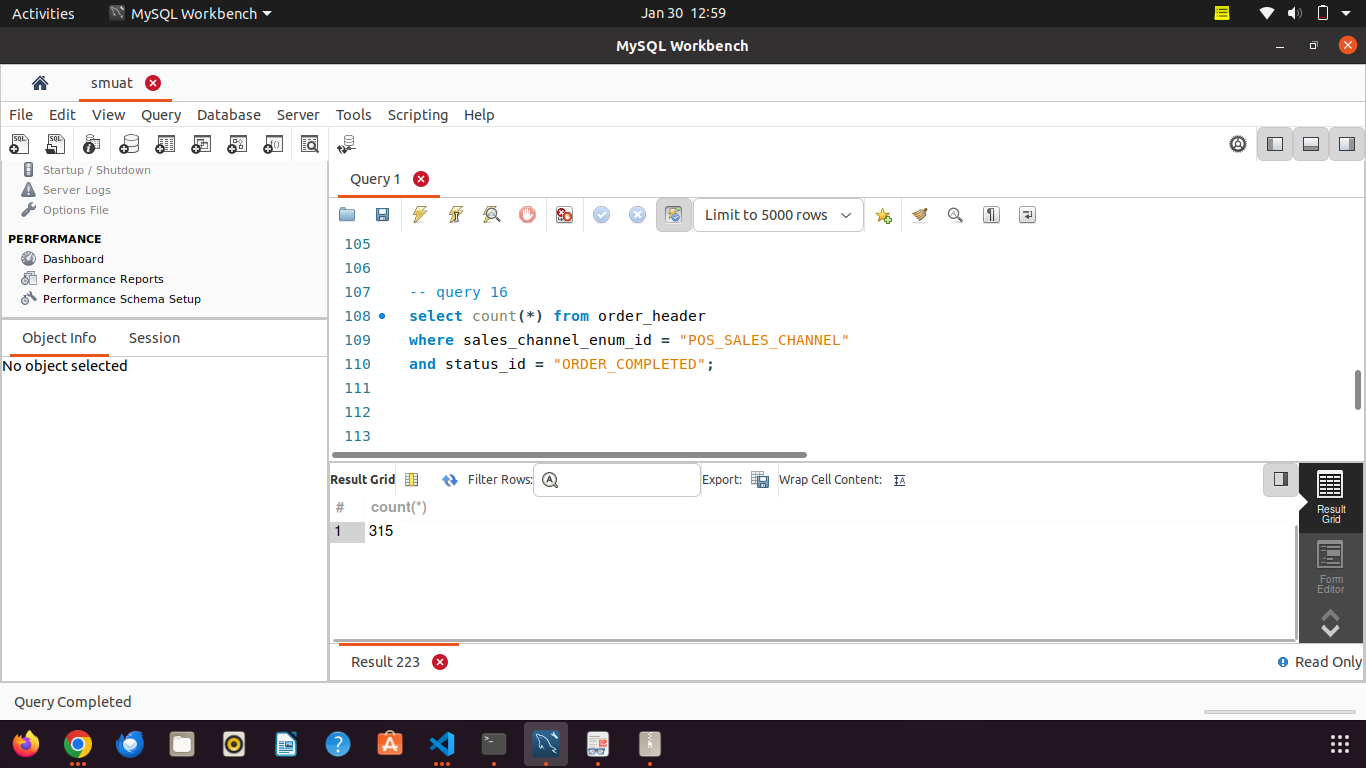 Activities
MySQL Workbench
Jan 30 12:59
MySQL Workbench
smuat
File Edit View Query Database Server Tools Scripting Help
Startup / Shutdown
Server Logs
Options File
PERFORMANCE
Dashboard
Performance Reports
Performance Schema Setup
Object Info Session
No object selected
Query 1
Limit to 5000 rows
105
106
107 -- query 16
108 select count(*) from order_header
109 where sales_channel_enum_id = "POS_SALES_CHANNEL"
110 and status_id = "ORDER_COMPLETED";
111
112
113
Result Grid Filter Rows: Export: Wrap Cell Content:
# count(*)
1 315
Result
Grid
Form
Editor
Result 223
Read Only
Query Completed